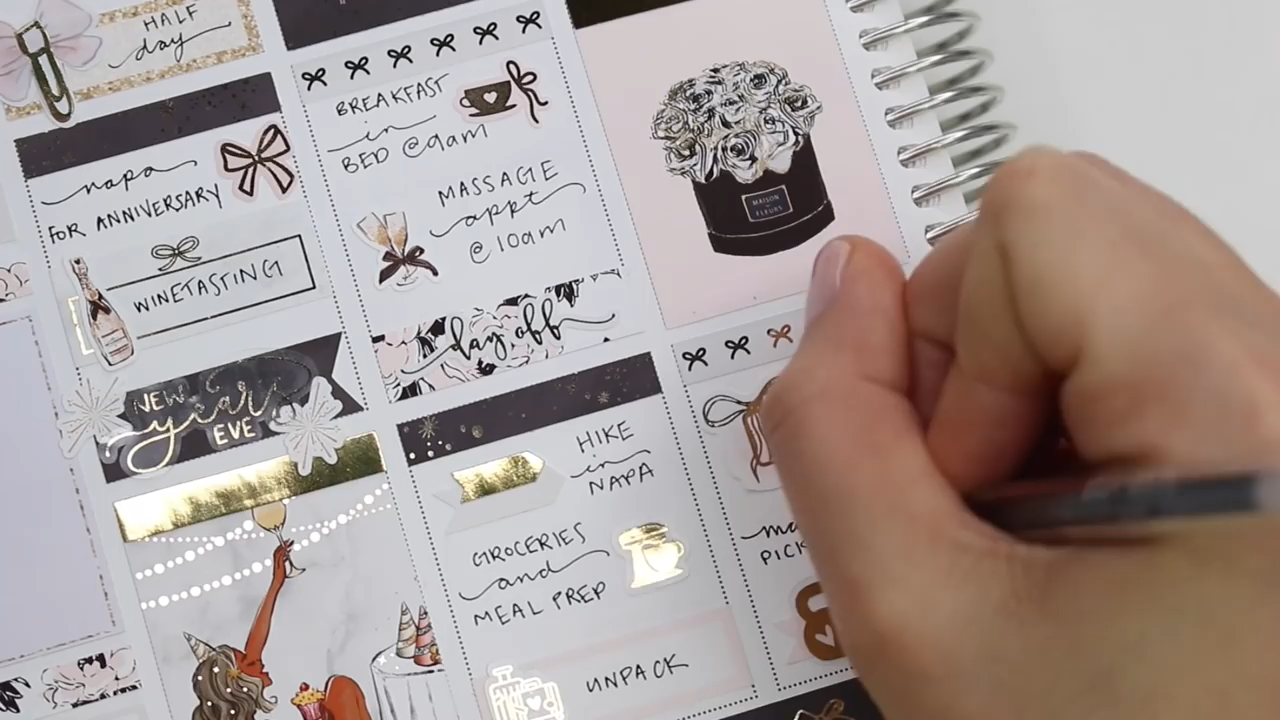 HALF
day
napa
FOR ANNIVERSARY
WINETASTING
NEW
year
EVE
BREAKFAST
in
BED @9am
MASSAGE
appt
@10am
day off
HIKE
in
NAPA
GROCERIES
and
MEAL PREP
UNPACK
MAISON
FLEURS
PICK